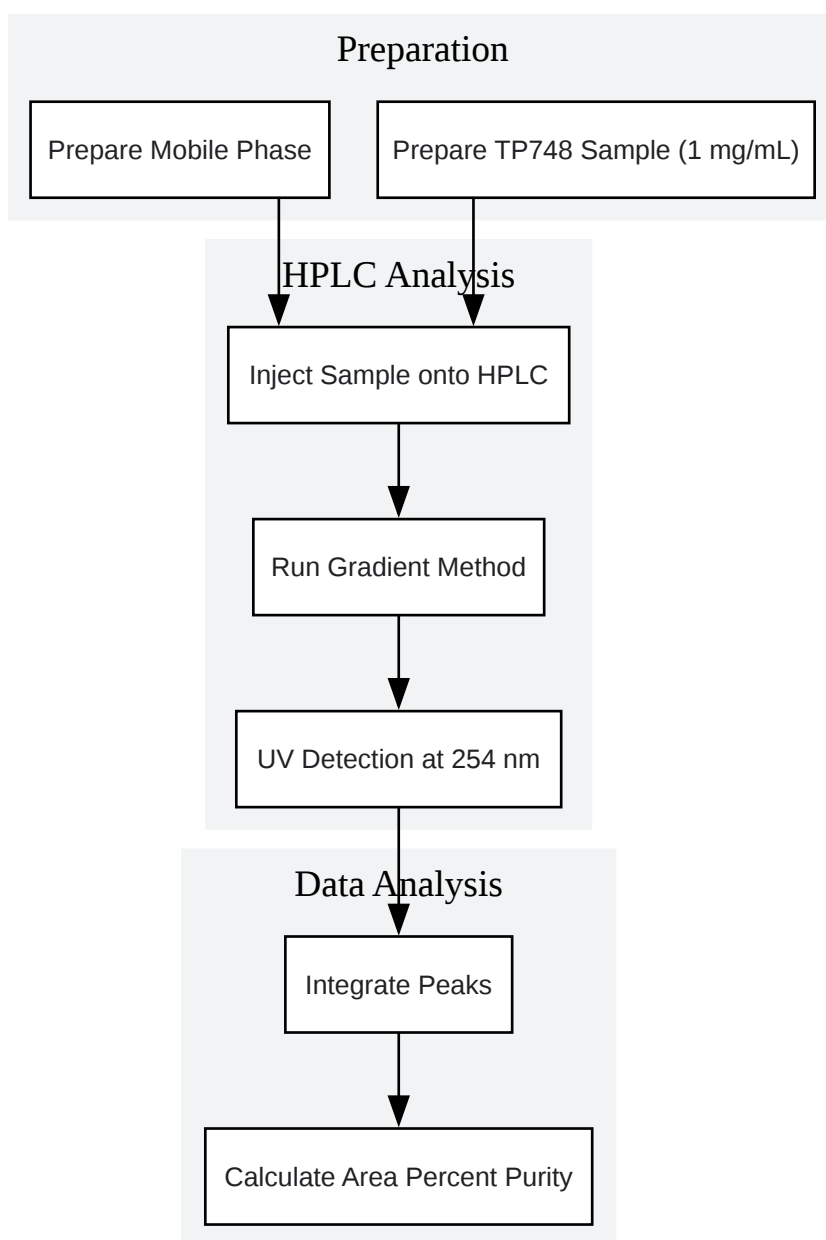 Preparation
Prepare Mobile Phase
Prepare TP748 Sample (1 mg/mL)
HPLC Analysis
Inject Sample onto HPLC
Run Gradient Method
UV Detection at 254 nm
Data Analysis
Integrate Peaks
Calculate Area Percent Purity